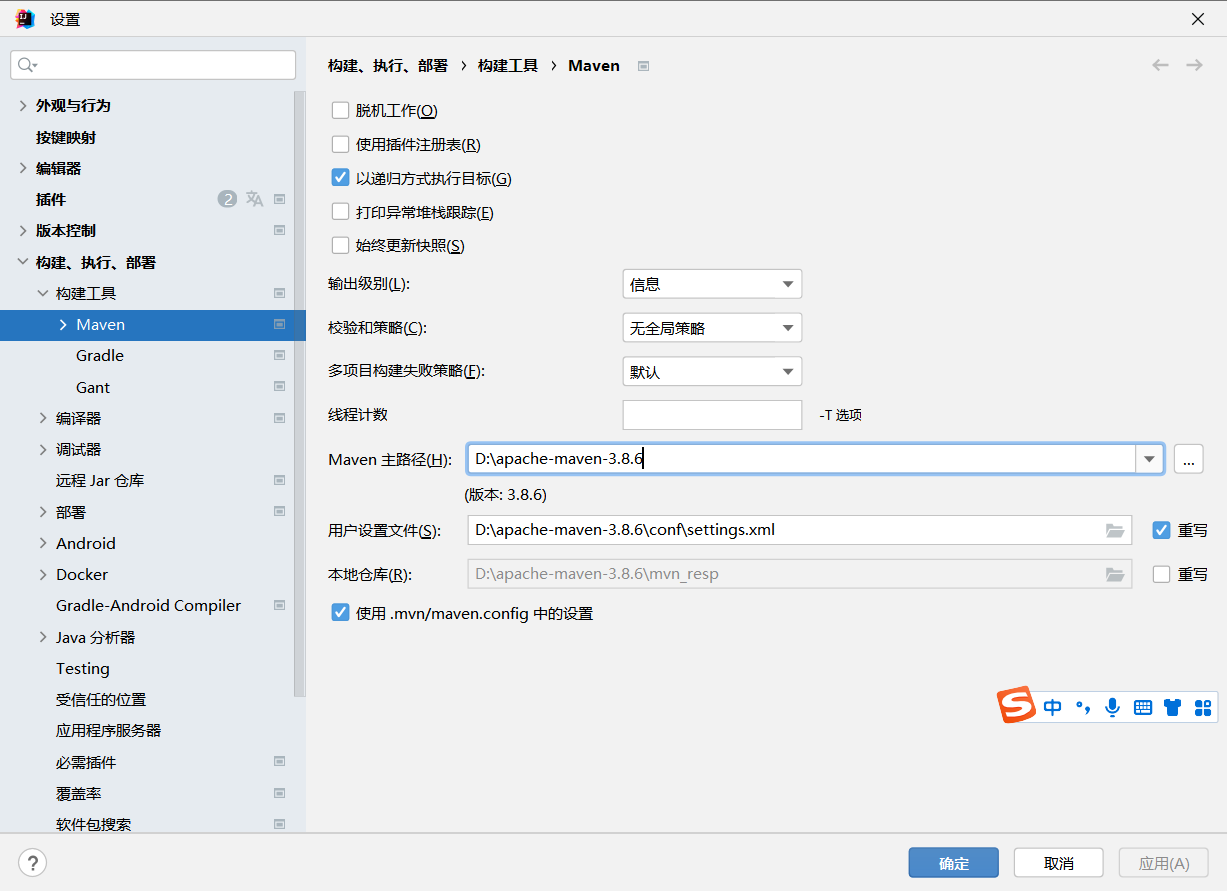 设置
外观与行为
按键映射
编辑器
插件 2
版本控制
构建、执行、部署
构建工具
Maven
Gradle
Gant
编译器
调试器
远程 Jar 仓库
部署
Android
Docker
Gradle-Android Compiler
Java 分析器
Testing
受信任的位置
应用程序服务器
必需插件
覆盖率
软件包搜索
构建、执行、部署 › 构建工具 › Maven
脱机工作(O)
使用插件注册表(R)
以递归方式执行目标(G)
打印异常堆栈跟踪(E)
始终更新快照(S)
输出级别(L): 信息
校验和策略(C): 无全局策略
多项目构建失败策略(F): 默认
线程计数 -T 选项
Maven 主路径(H): D:\apache-maven-3.8.6 ...
(版本: 3.8.6)
用户设置文件(S): D:\apache-maven-3.8.6\conf\settings.xml 重写
本地仓库(R): D:\apache-maven-3.8.6\mvn_resp 重写
使用 .mvn/maven.config 中的设置
S 中 °,
? 确定 取消 应用(A)